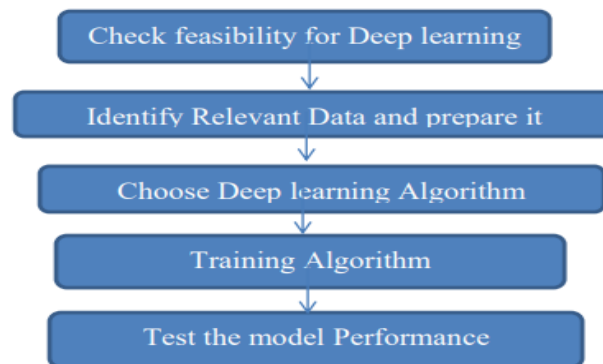 Check feasibility for Deep learning
Identify Relevant Data and prepare it
Choose Deep learning Algorithm
Training Algorithm
Test the model Performance